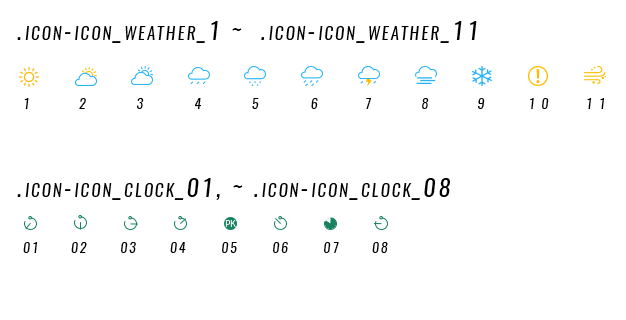 .icon-icon_weather_1 ~ .icon-icon_weather_11
1 2 3 4 5 6 7 8 9 10 11
.icon-icon_clock_01, ~ .icon-icon_clock_08
PK
01 02 03 04 05 06 07 08